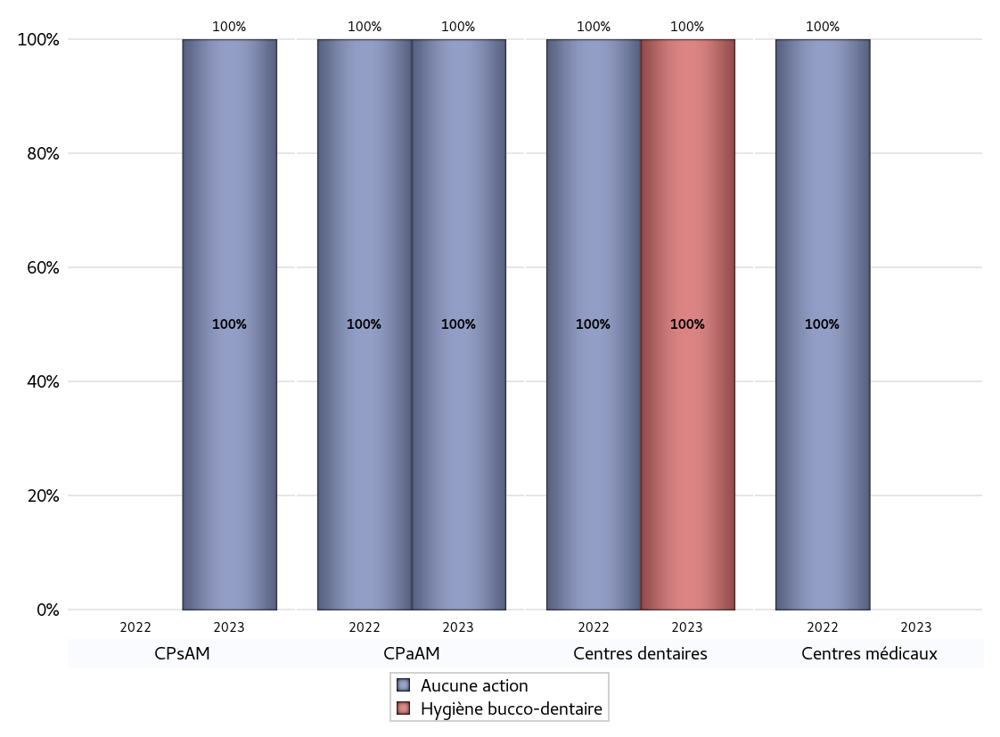 100% 100% 100% 100% 100% 100%
100%
80%
60%
100% 100% 100% 100% 100% 100%
40%
20%
0%
2022 2023 2022 2023 2022 2023 2022 2023
CPsAM CPaAM Centres dentaires Centres médicaux
Aucune action
Hygiène bucco-dentaire